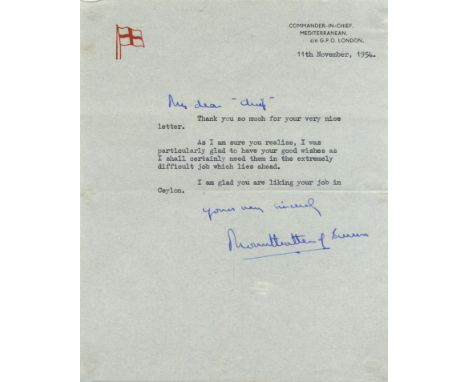 COMMANDER-IN-CHIEF,
MEDITERRANEAN,
c/o G.P.O. LONDON.
11th November, 1954.
My dear "Chief"
Thank you so much for your very nice
letter.
As I am sure you realise, I was
particularly glad to have your good wishes as
I shall certainly need them in the extremely
difficult job which lies ahead.
I am glad you are liking your job in
Ceylon.
Yours very sincerely
Mountbatten of Burma